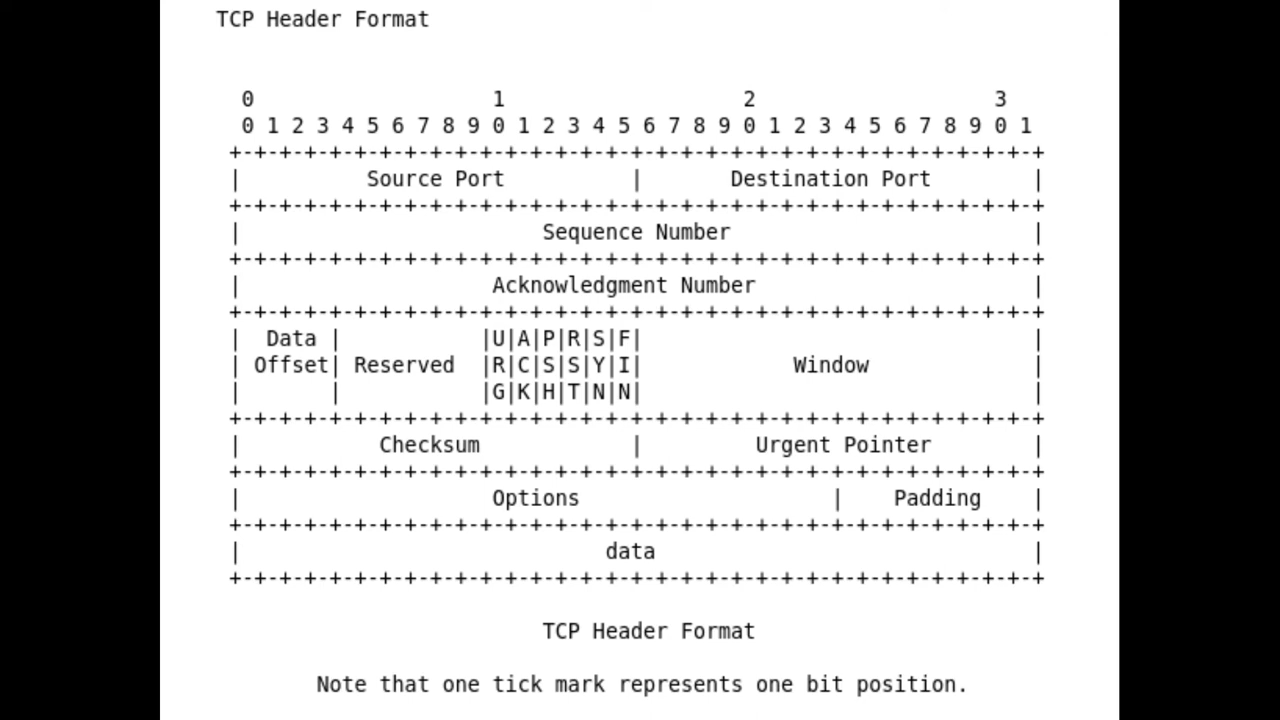 TCP Header Format
0                   1                   2                   3
0 1 2 3 4 5 6 7 8 9 0 1 2 3 4 5 6 7 8 9 0 1 2 3 4 5 6 7 8 9 0 1
+-+-+-+-+-+-+-+-+-+-+-+-+-+-+-+-+-+-+-+-+-+-+-+-+-+-+-+-+-+-+-+-+
|          Source Port          |       Destination Port        |
+-+-+-+-+-+-+-+-+-+-+-+-+-+-+-+-+-+-+-+-+-+-+-+-+-+-+-+-+-+-+-+-+
|                        Sequence Number                        |
+-+-+-+-+-+-+-+-+-+-+-+-+-+-+-+-+-+-+-+-+-+-+-+-+-+-+-+-+-+-+-+-+
|                    Acknowledgment Number                      |
+-+-+-+-+-+-+-+-+-+-+-+-+-+-+-+-+-+-+-+-+-+-+-+-+-+-+-+-+-+-+-+-+
|  Data |           |U|A|P|R|S|F|                               |
| Offset| Reserved  |R|C|S|S|Y|I|            Window             |
|       |           |G|K|H|T|N|N|                               |
+-+-+-+-+-+-+-+-+-+-+-+-+-+-+-+-+-+-+-+-+-+-+-+-+-+-+-+-+-+-+-+-+
|           Checksum            |         Urgent Pointer        |
+-+-+-+-+-+-+-+-+-+-+-+-+-+-+-+-+-+-+-+-+-+-+-+-+-+-+-+-+-+-+-+-+
|                    Options                    |    Padding    |
+-+-+-+-+-+-+-+-+-+-+-+-+-+-+-+-+-+-+-+-+-+-+-+-+-+-+-+-+-+-+-+-+
|                             data                              |
+-+-+-+-+-+-+-+-+-+-+-+-+-+-+-+-+-+-+-+-+-+-+-+-+-+-+-+-+-+-+-+-+
TCP Header Format
Note that one tick mark represents one bit position.